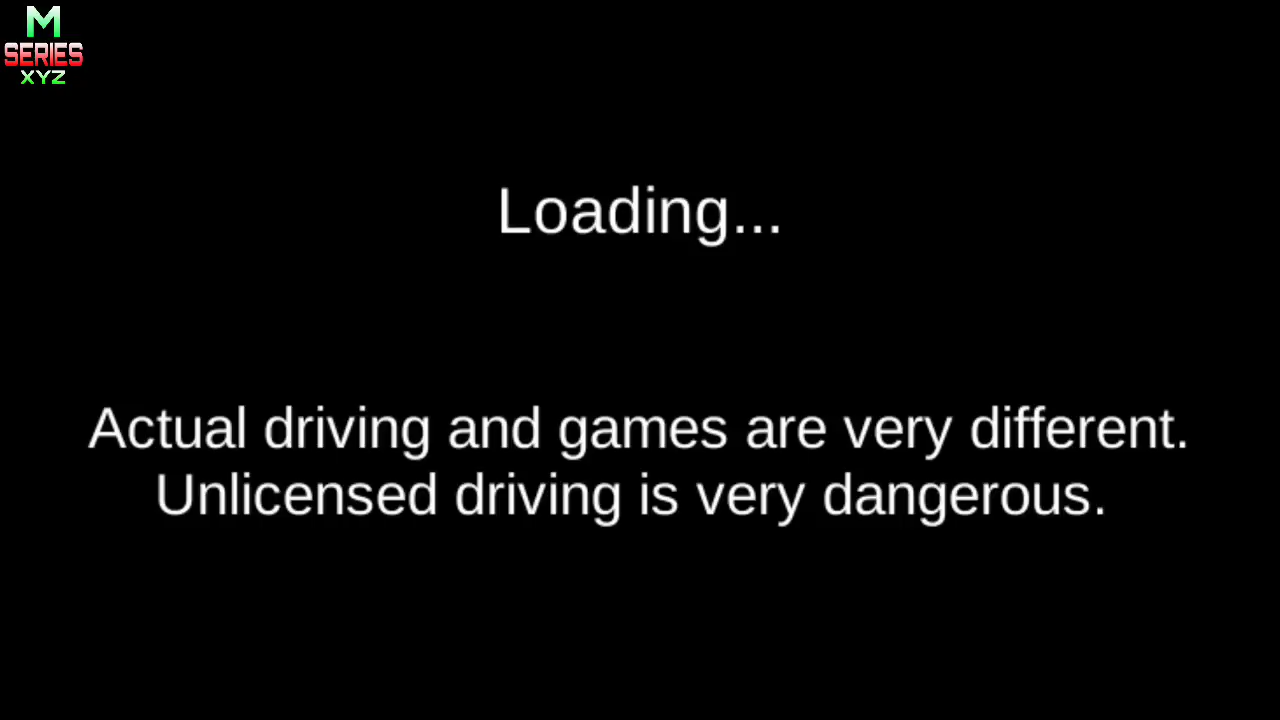 M
SERIES
XYZ
Loading...
Actual driving and games are very different.
Unlicensed driving is very dangerous.